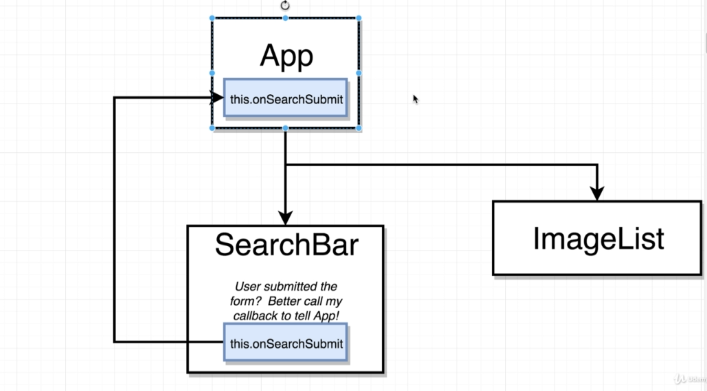 App
this.onSearchSubmit
SearchBar
ImageList
User submitted the
form? Better call my
callback to tell App!
this.onSearchSubmit